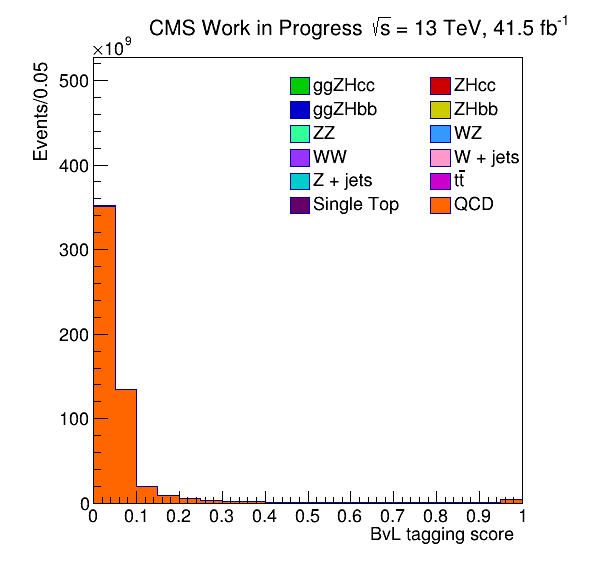 CMS Work in Progress √s = 13 TeV, 41.5 fb⁻¹
×10⁹
Events/0.05
500
400
300
200
100
0
ggZHcc ZHcc
ggZHbb ZHbb
ZZ WZ
WW W + jets
Z + jets tt̄
Single Top QCD
0 0.1 0.2 0.3 0.4 0.5 0.6 0.7 0.8 0.9 1
BvL tagging score